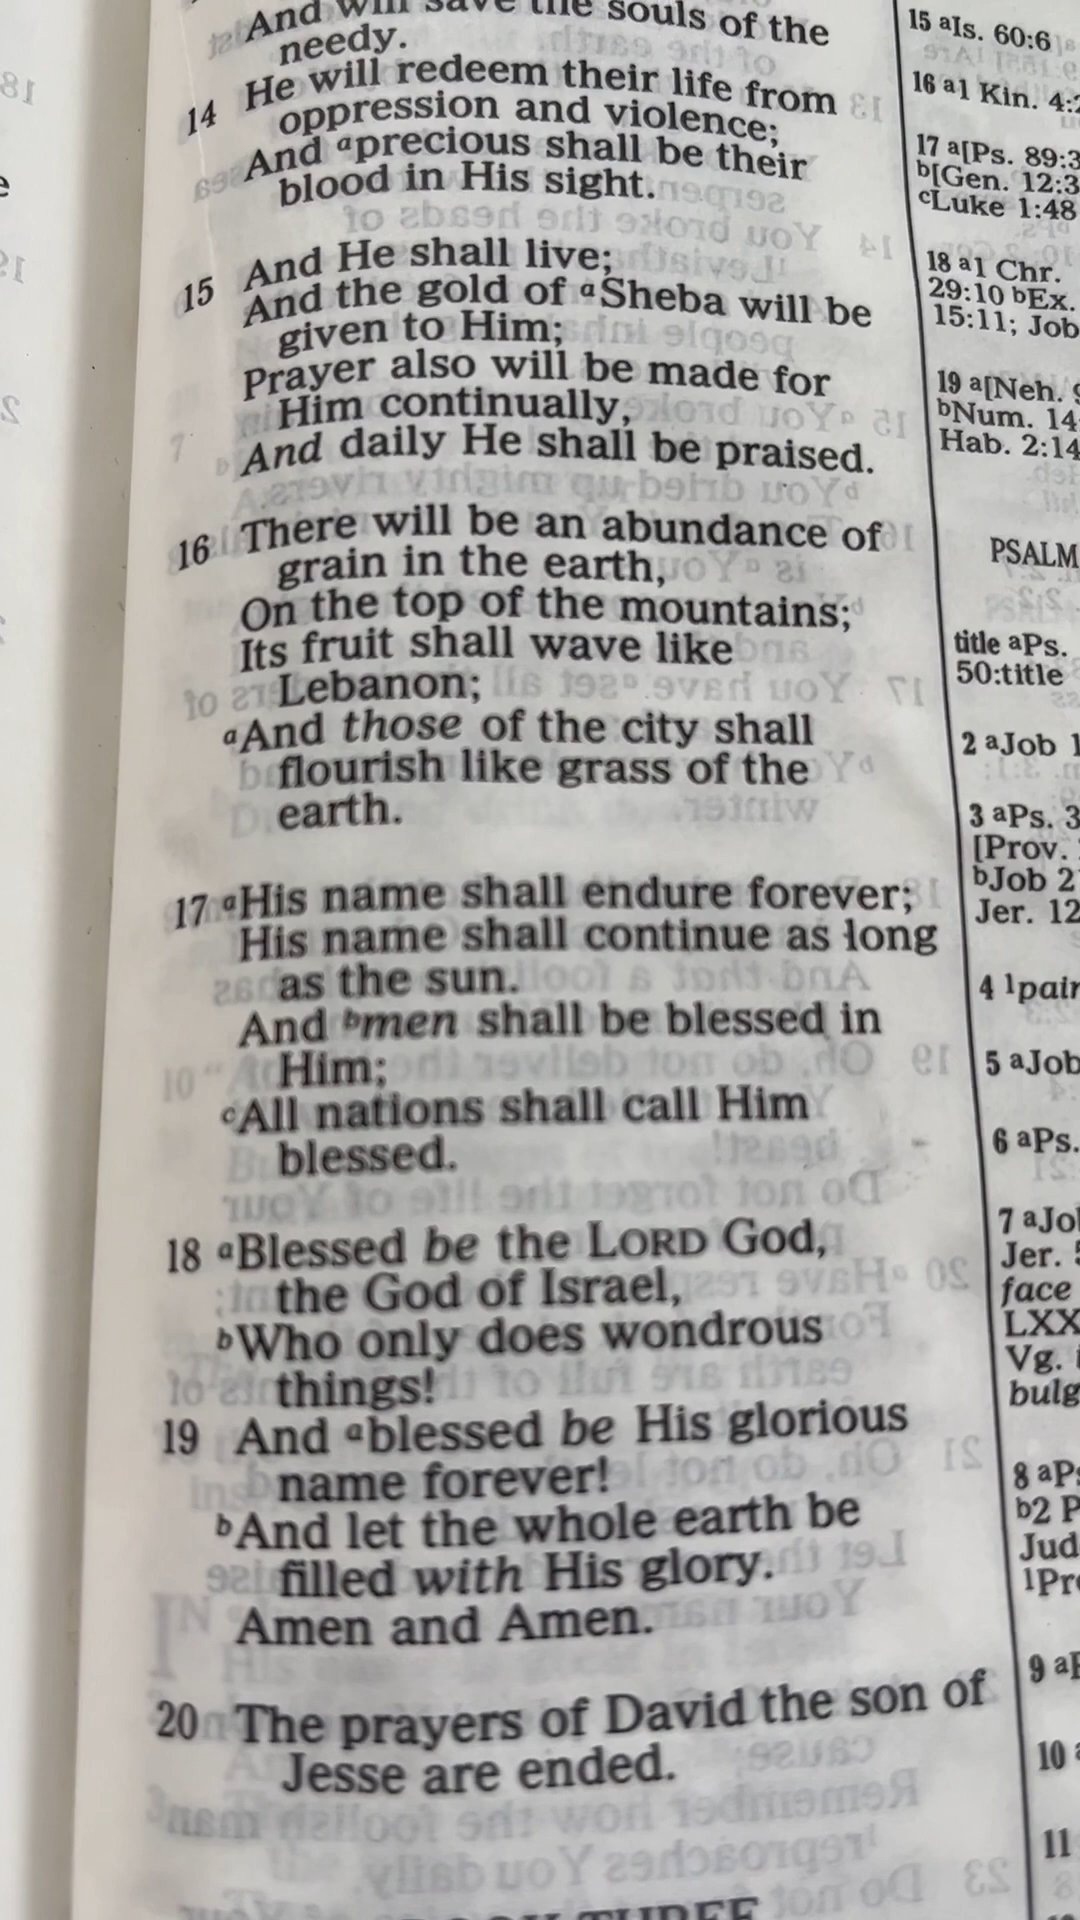 And will save the souls of the
needy.
14 He will redeem their life from
oppression and violence;
And aprecious shall be their
blood in His sight.
15 And He shall live;
And the gold of aSheba will be
given to Him;
Prayer also will be made for
Him continually,
And daily He shall be praised.
16 There will be an abundance of
grain in the earth,
On the top of the mountains;
Its fruit shall wave like
Lebanon;
aAnd those of the city shall
flourish like grass of the
earth.
17 aHis name shall endure forever;
His name shall continue as long
as the sun.
And bmen shall be blessed in
Him;
cAll nations shall call Him
blessed.
18 aBlessed be the LORD God,
the God of Israel,
bWho only does wondrous
things!
19 And ablessed be His glorious
name forever!
bAnd let the whole earth be
filled with His glory.
Amen and Amen.
20 The prayers of David the son of
Jesse are ended.
THREE
15 aIs. 60:6
16 a1 Kin. 4:
17 a[Ps. 89:3
b[Gen. 12:3
cLuke 1:48
18 a1 Chr.
29:10 bEx.
15:11; Job
19 a[Neh. 9
bNum. 14
Hab. 2:14
PSALM
title aPs.
50:title
2 aJob 1
3 aPs. 3
[Prov.
bJob 2
Jer. 12
4 1pain
5 aJob
6 aPs.
7 aJob
Jer. 5
face
LXX
Vg.
bulg
8 aPs
b2 P
Jud
1Pr
9 a
10 a
11